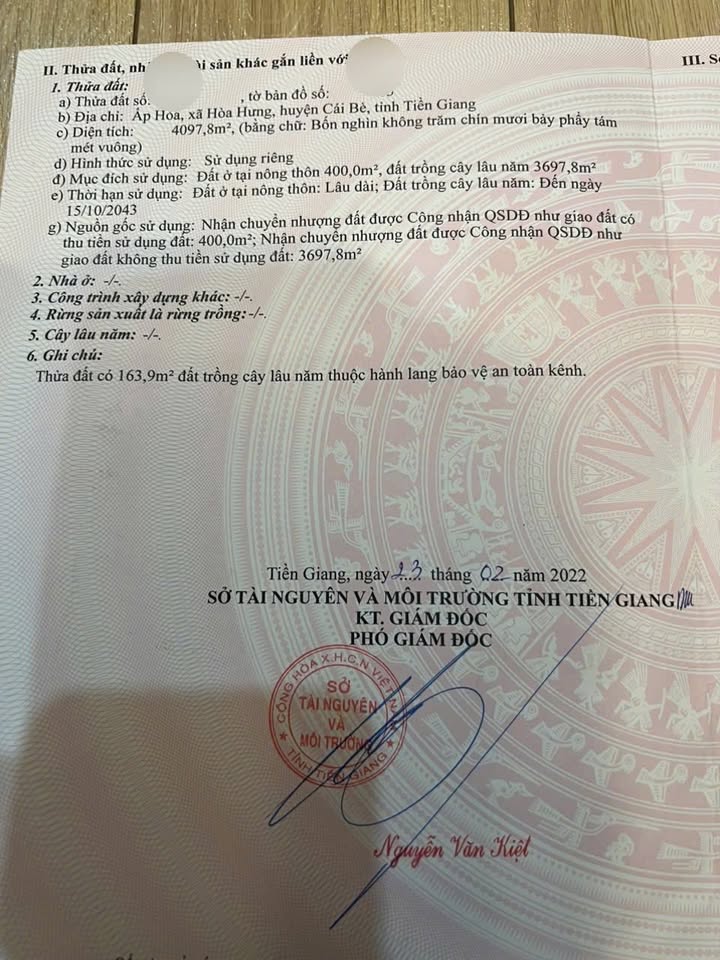 II. Thửa đất, nh ài sản khác gắn liền vớ
III. S
1. Thửa đất:
a) Thửa đất số: , tờ bản đồ số:
b) Địa chỉ: Ấp Hòa, xã Hòa Hưng, huyện Cái Bè, tỉnh Tiền Giang
c) Diện tích: 4097,8m², (bằng chữ: Bốn nghìn không trăm chín mươi bảy phẩy tám
mét vuông)
d) Hình thức sử dụng: Sử dụng riêng
đ) Mục đích sử dụng: Đất ở tại nông thôn 400,0m², đất trồng cây lâu năm 3697,8m²
e) Thời hạn sử dụng: Đất ở tại nông thôn: Lâu dài; Đất trồng cây lâu năm: Đến ngày
15/10/2043
g) Nguồn gốc sử dụng: Nhận chuyển nhượng đất được Công nhận QSDĐ như giao đất có
thu tiền sử dụng đất: 400,0m²; Nhận chuyển nhượng đất được Công nhận QSDĐ như
giao đất không thu tiền sử dụng đất: 3697,8m²
2. Nhà ở: -/-.
3. Công trình xây dựng khác: -/-.
4. Rừng sản xuất là rừng trồng: -/-.
5. Cây lâu năm: -/-.
6. Ghi chú:
Thửa đất có 163,9m² đất trồng cây lâu năm thuộc hành lang bảo vệ an toàn kênh.
Tiền Giang, ngày 23 tháng 02 năm 2022
SỞ TÀI NGUYÊN VÀ MÔI TRƯỜNG TỈNH TIỀN GIANG
KT. GIÁM ĐỐC
PHÓ GIÁM ĐỐC
CỘNG HÒA X.H.C.N VIỆT NAM
SỞ
TÀI NGUYÊN
VÀ
MÔI TRƯỜNG
TỈNH TIỀN GIANG
Nguyễn Văn Kiệt